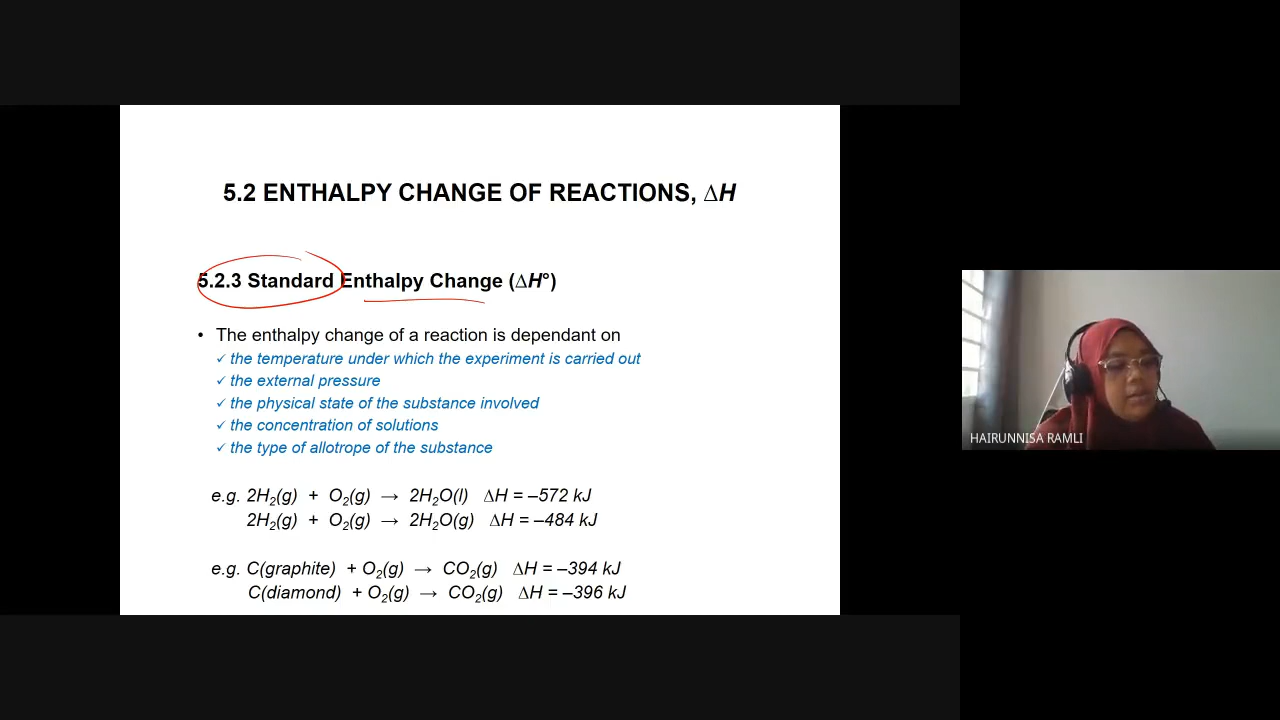 5.2 ENTHALPY CHANGE OF REACTIONS, ΔH
5.2.3 Standard Enthalpy Change (ΔH°)
• The enthalpy change of a reaction is dependant on
✓ the temperature under which the experiment is carried out
✓ the external pressure
✓ the physical state of the substance involved
✓ the concentration of solutions
✓ the type of allotrope of the substance
e.g. 2H₂(g) + O₂(g) → 2H₂O(l) ΔH = –572 kJ
2H₂(g) + O₂(g) → 2H₂O(g) ΔH = –484 kJ
e.g. C(graphite) + O₂(g) → CO₂(g) ΔH = –394 kJ
C(diamond) + O₂(g) → CO₂(g) ΔH = –396 kJ
HAIRUNNISA RAMLI